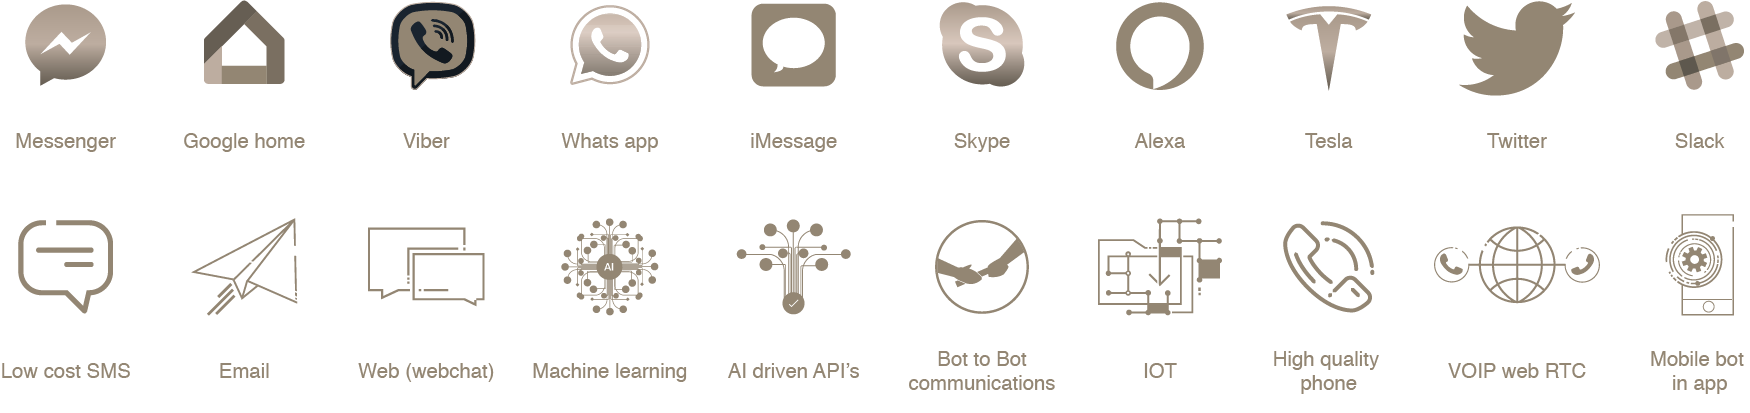 Messenger
Google home
Viber
Whats app
iMessage
Skype
Alexa
Tesla
Twitter
Slack
AI
Low cost SMS
Email
Web (webchat)
Machine learning
AI driven API’s
Bot to Bot
communications
IOT
High quality
phone
VOIP web RTC
Mobile bot
in app